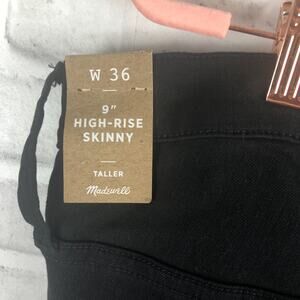 W 36
9"
HIGH-RISE
SKINNY
TALLER
Madewell